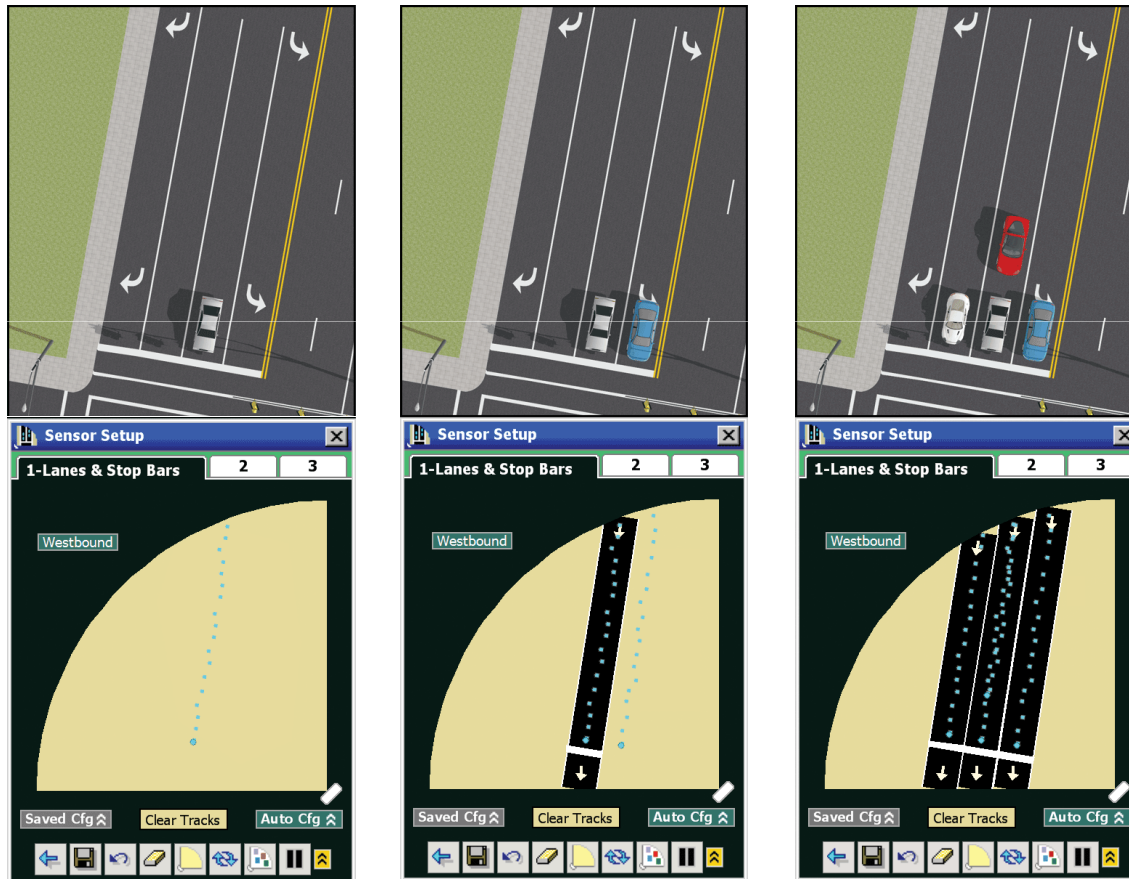 Sensor Setup
1-Lanes & Stop Bars 2 3
Westbound
Saved Cfg Clear Tracks Auto Cfg
Sensor Setup
1-Lanes & Stop Bars 2 3
Westbound
Saved Cfg Clear Tracks Auto Cfg
Sensor Setup
1-Lanes & Stop Bars 2 3
Westbound
Saved Cfg Clear Tracks Auto Cfg